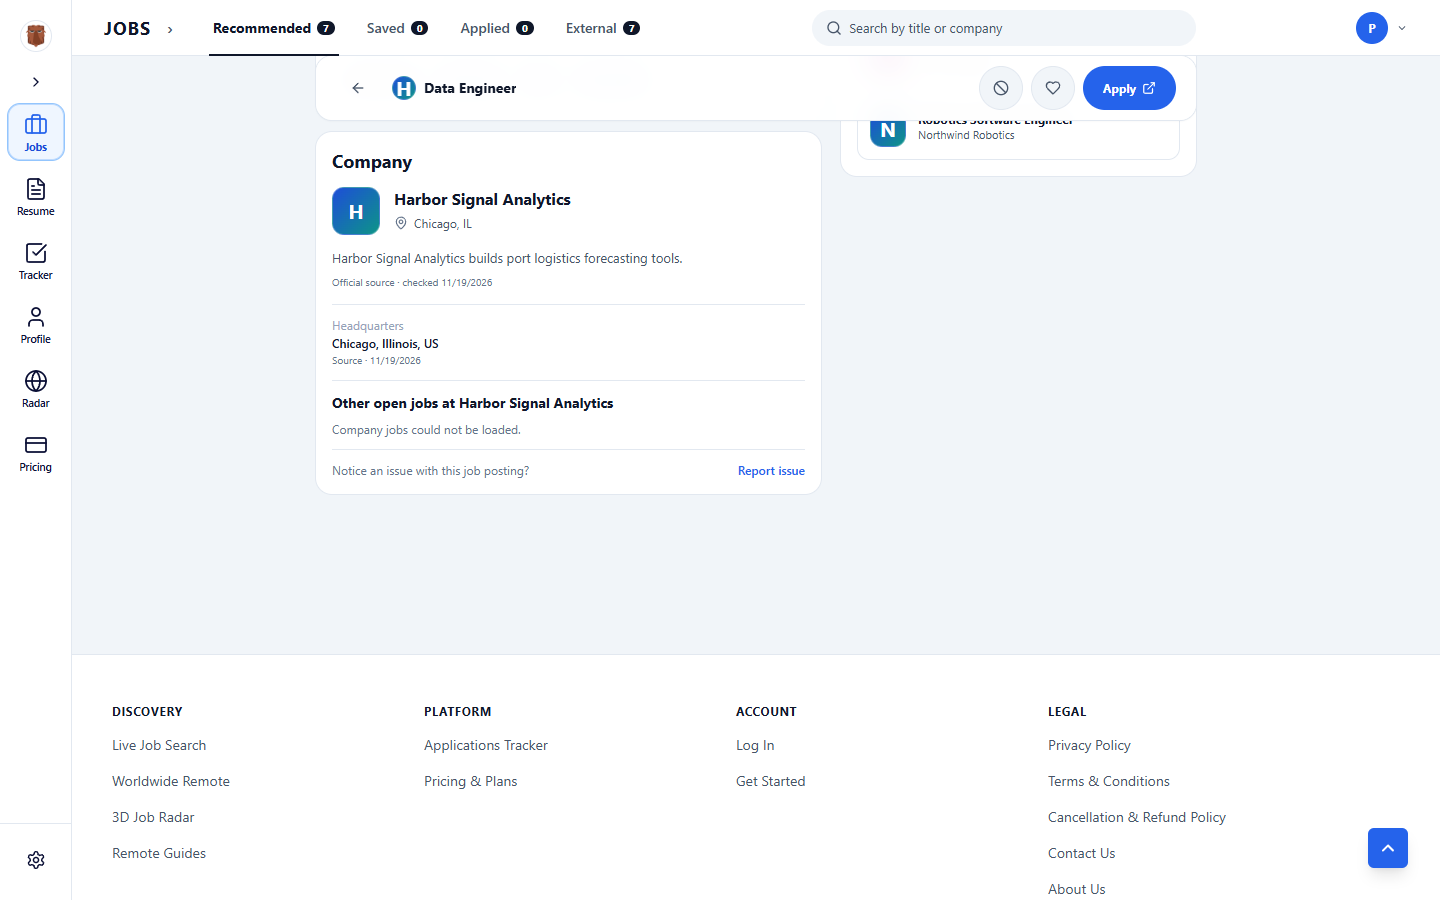 JOBS
Recommended 7
Saved 0
Applied 0
External 7
Search by title or company
P
Jobs
Resume
Tracker
Profile
Radar
Pricing
H
Data Engineer
Apply
Company
H
Harbor Signal Analytics
Chicago, IL
Harbor Signal Analytics builds port logistics forecasting tools.
Official source · checked 11/19/2026
Headquarters
Chicago, Illinois, US
Source · 11/19/2026
Other open jobs at Harbor Signal Analytics
Company jobs could not be loaded.
Notice an issue with this job posting?
Report issue
N
Robotics Software Engineer
Northwind Robotics
DISCOVERY
Live Job Search
Worldwide Remote
3D Job Radar
Remote Guides
PLATFORM
Applications Tracker
Pricing & Plans
ACCOUNT
Log In
Get Started
LEGAL
Privacy Policy
Terms & Conditions
Cancellation & Refund Policy
Contact Us
About Us